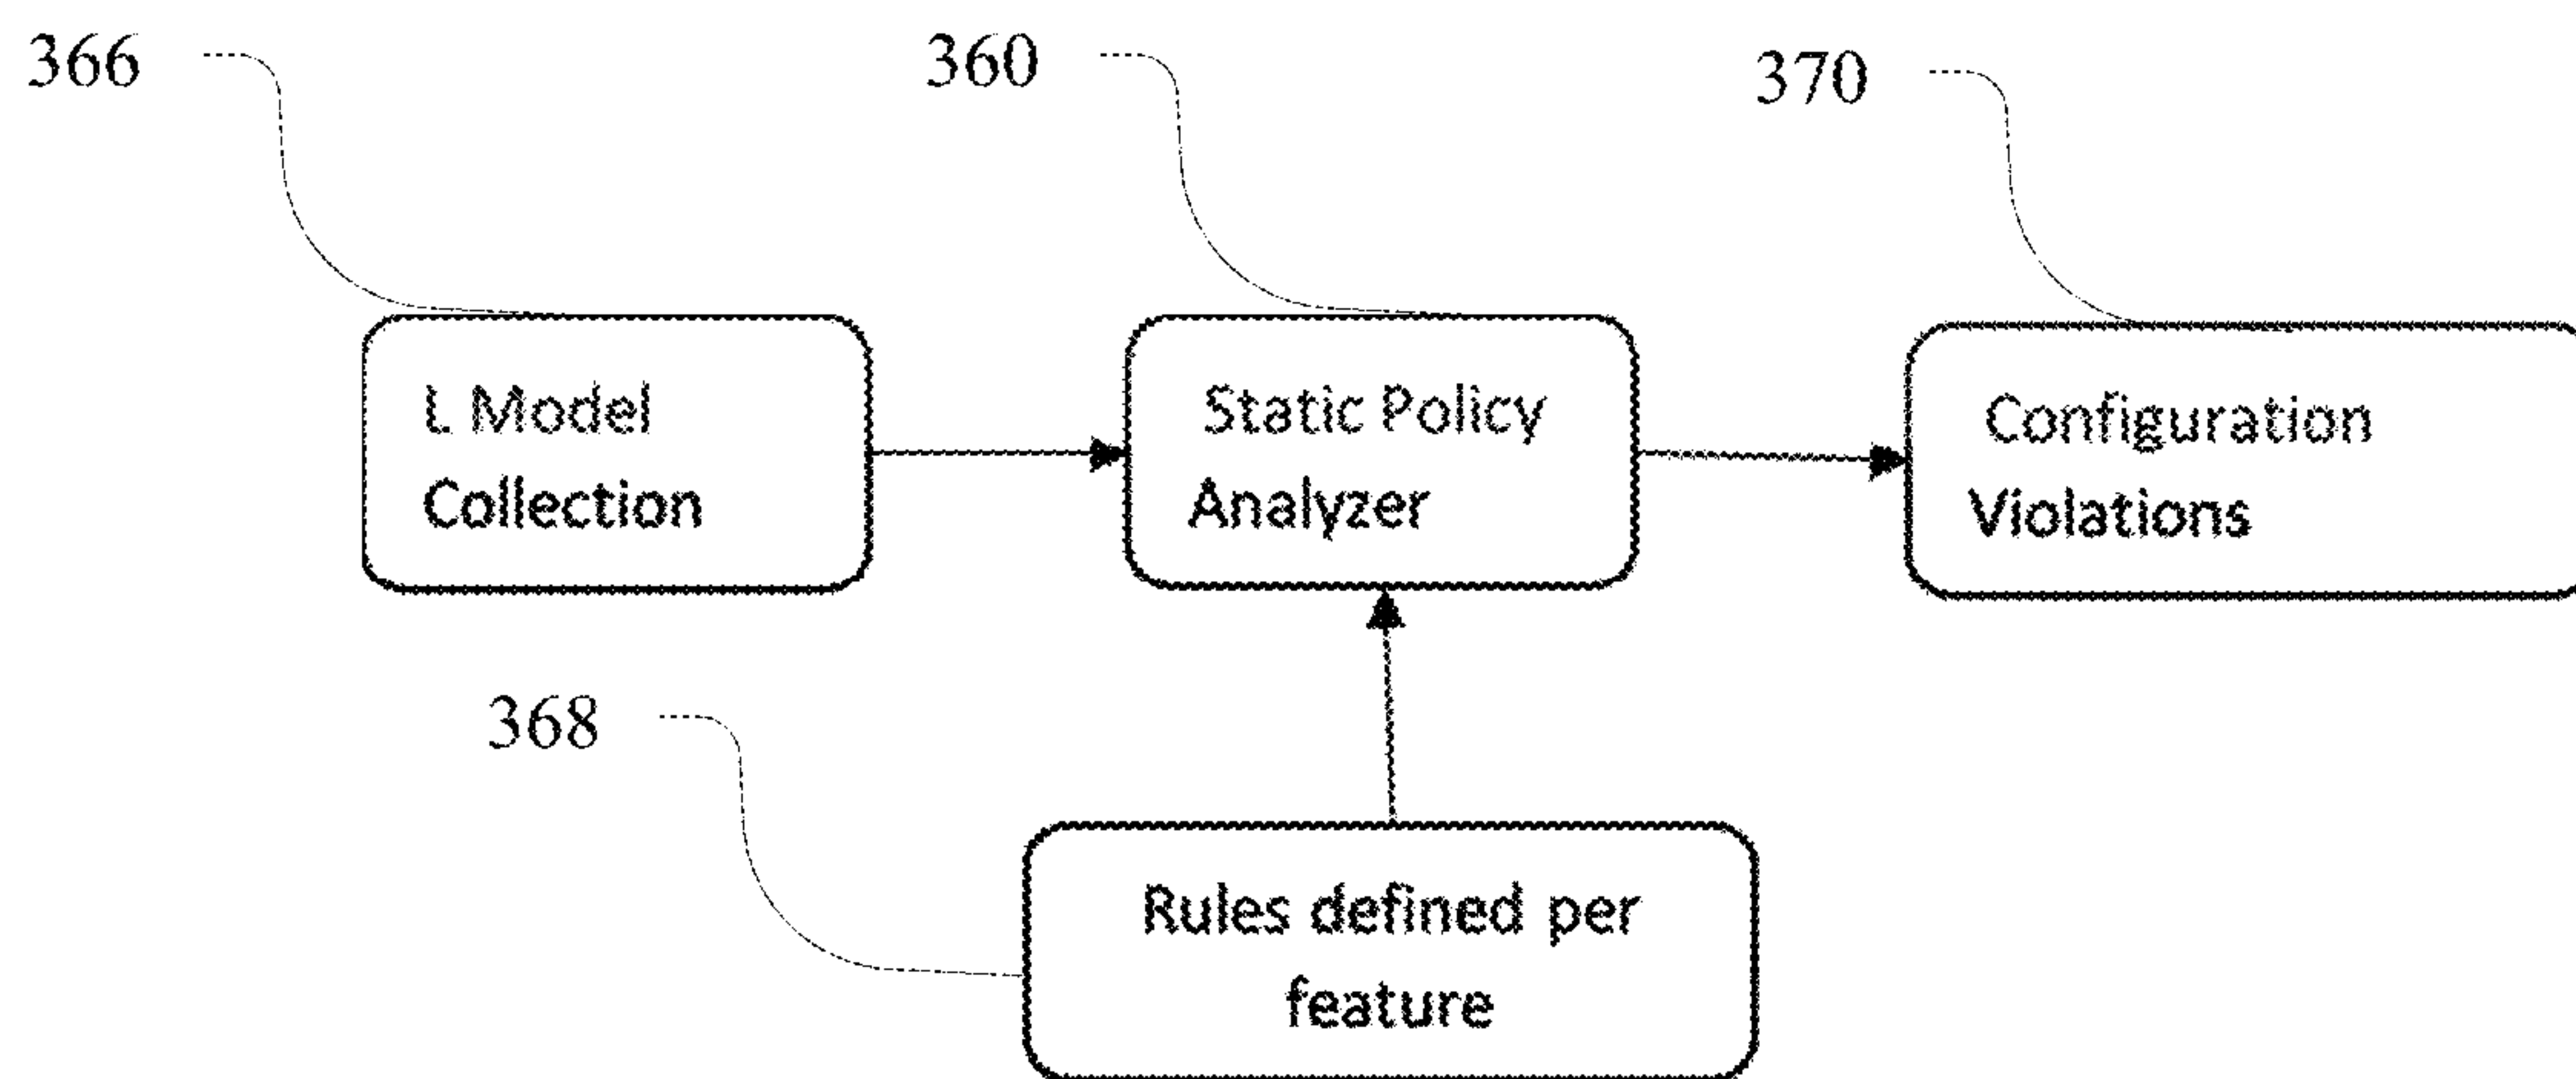 366
360
370
L Model
Collection
Static Policy
Analyzer
Configuration
Violations
368
Rules defined per
feature